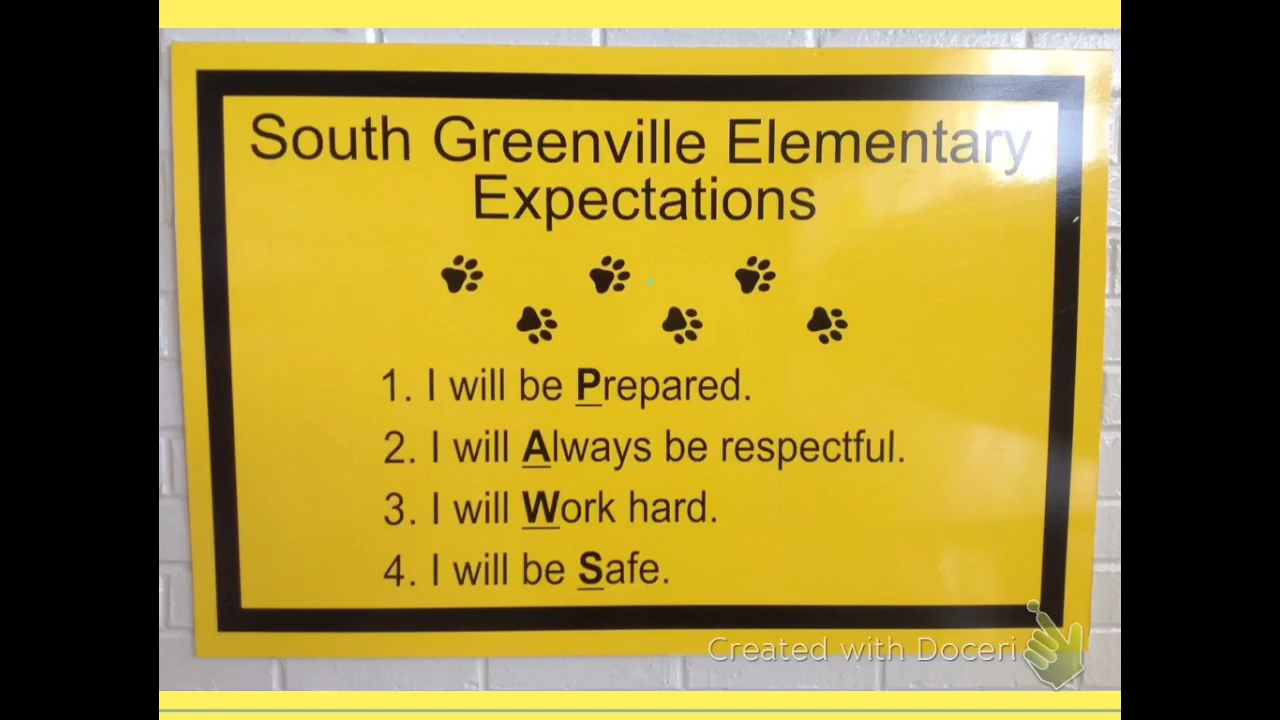 South Greenville Elementary
Expectations
1. I will be Prepared.
2. I will Always be respectful.
3. I will Work hard.
4. I will be Safe.
Created with Doceri